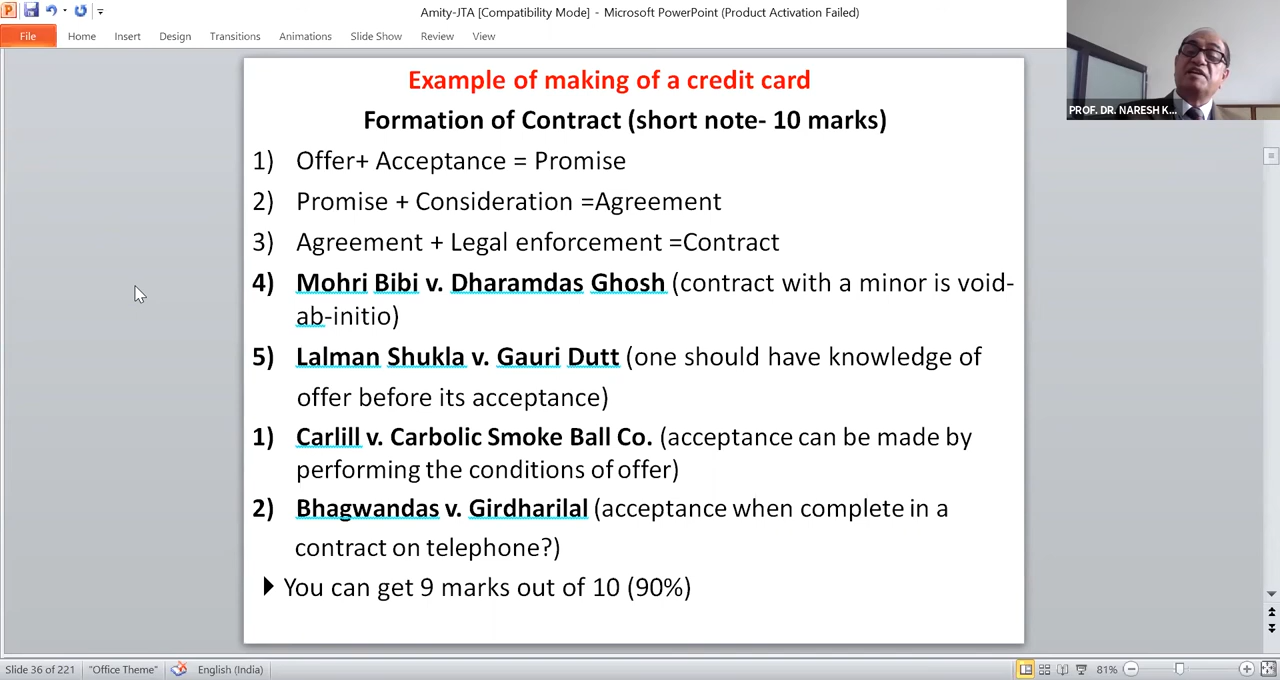 Amity-JTA [Compatibility Mode] - Microsoft PowerPoint (Product Activation Failed)
File Home Insert Design Transitions Animations Slide Show Review View
PROF. DR. NARESH K...
Example of making of a credit card
Formation of Contract (short note- 10 marks)
1) Offer+ Acceptance = Promise
2) Promise + Consideration =Agreement
3) Agreement + Legal enforcement =Contract
4) Mohri Bibi v. Dharamdas Ghosh (contract with a minor is void-
ab-initio)
5) Lalman Shukla v. Gauri Dutt (one should have knowledge of
offer before its acceptance)
1) Carlill v. Carbolic Smoke Ball Co. (acceptance can be made by
performing the conditions of offer)
2) Bhagwandas v. Girdharilal (acceptance when complete in a
contract on telephone?)
You can get 9 marks out of 10 (90%)
Slide 36 of 221 "Office Theme" English (India) 81%